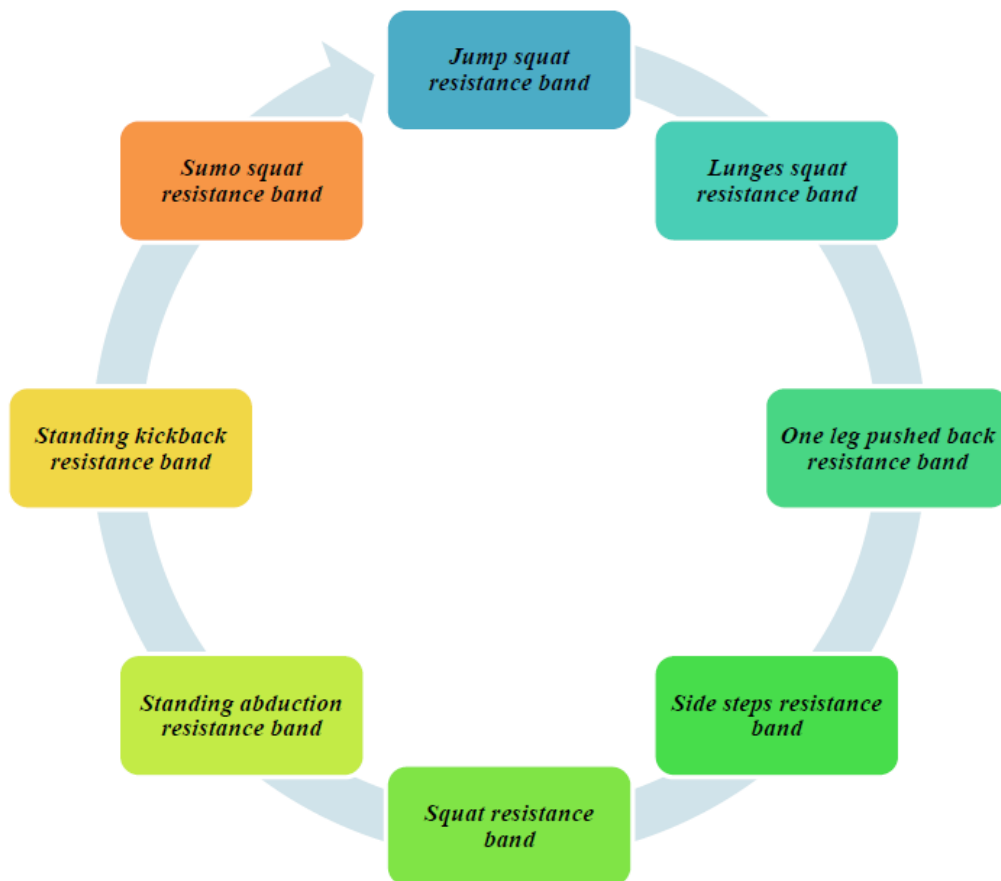 Jump squat
resistance band
Lunges squat
resistance band
One leg pushed back
resistance band
Side steps resistance
band
Squat resistance
band
Standing abduction
resistance band
Standing kickback
resistance band
Sumo squat
resistance band